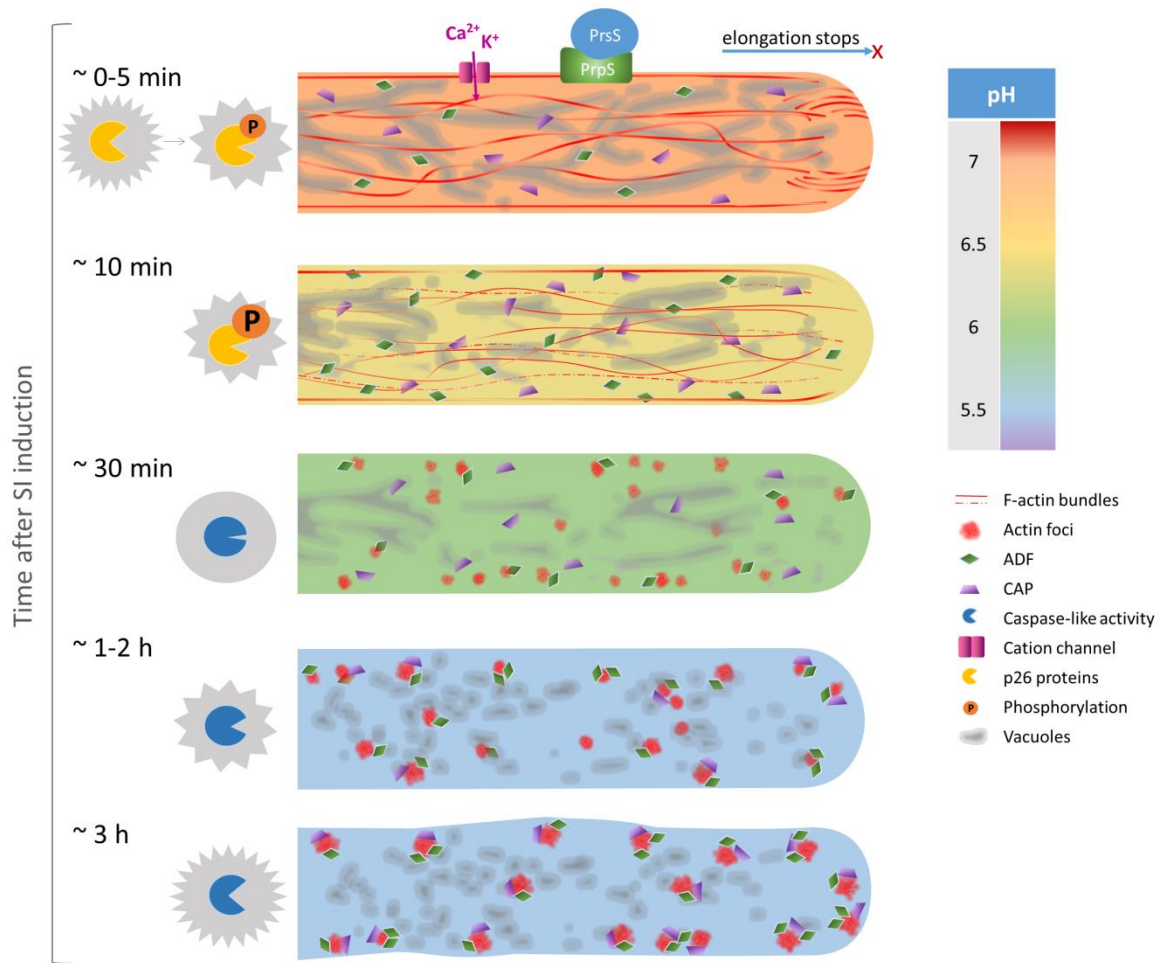 Time after SI induction
Ca²⁺
K⁺
PrsS
PrpS
elongation stops
X
~ 0-5 min
P
~ 10 min
P
~ 30 min
~ 1-2 h
~ 3 h
pH
7
6.5
6
5.5
F-actin bundles
Actin foci
ADF
CAP
Caspase-like activity
Cation channel
p26 proteins
P Phosphorylation
Vacuoles